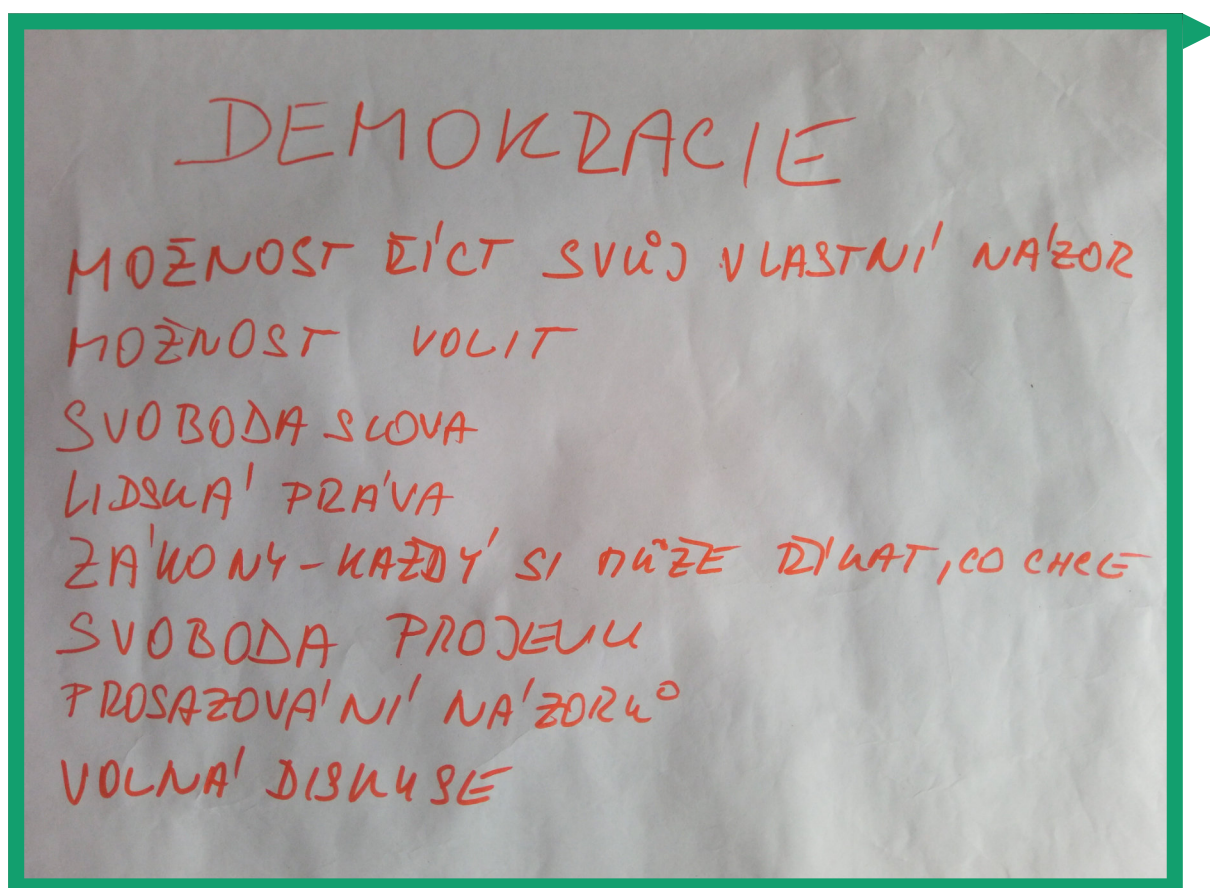 DEMOKRACIE
MOŽNOST ŘÍCT SVŮJ VLASTNÍ NÁZOR
MOŽNOST VOLIT
SVOBODA SLOVA
LIDSKÁ PRÁVA
ZÁKONY - KAŽDÝ SI MŮŽE ŘÍKAT, CO CHCE
SVOBODA PROJEVU
PROSAZOVÁNÍ NÁZORŮ
VOLNÁ DISKUSE